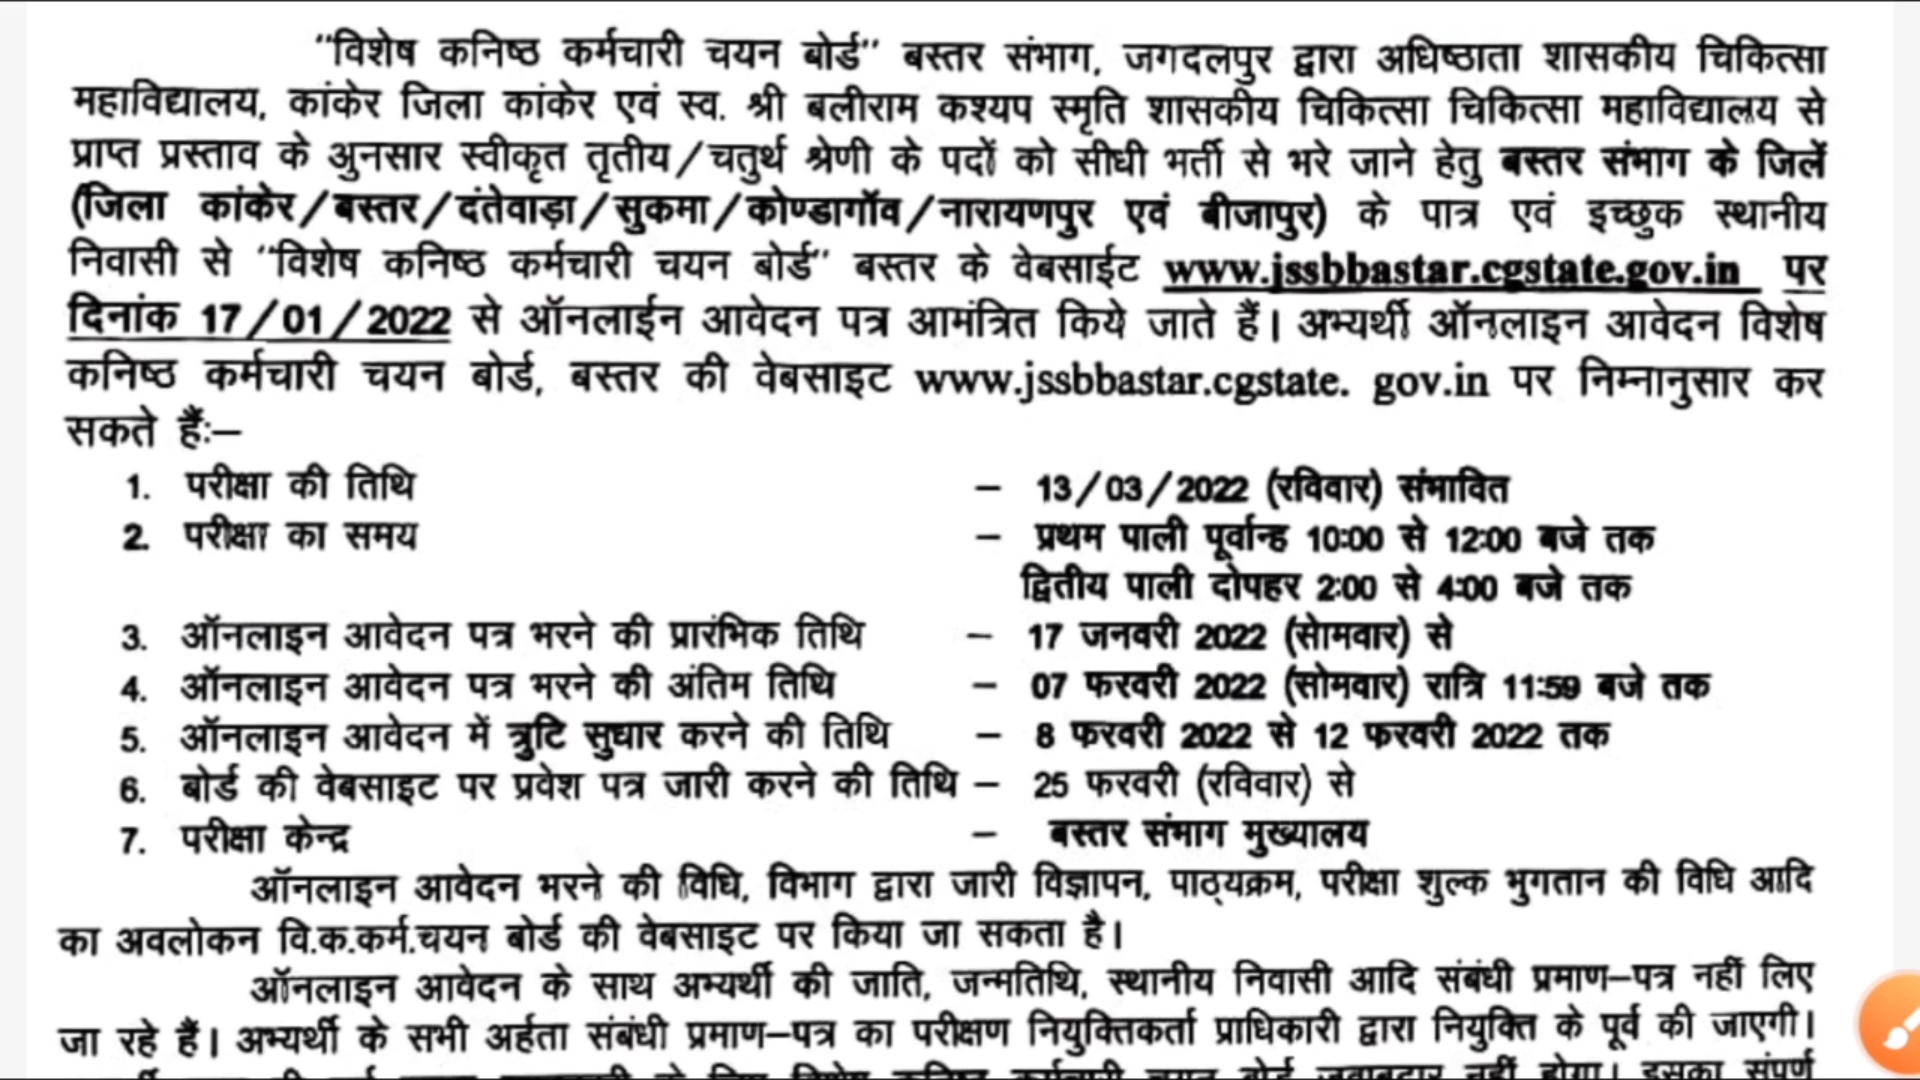 “विशेष कनिष्ठ कर्मचारी चयन बोर्ड” बस्तर संभाग, जगदलपुर द्वारा अधिष्ठाता शासकीय चिकित्सा
महाविद्यालय, कांकेर जिला कांकेर एवं स्व. श्री बलीराम कश्यप स्मृति शासकीय चिकित्सा चिकित्सा महाविद्यालय से
प्राप्त प्रस्ताव के अुनसार स्वीकृत तृतीय/चतुर्थ श्रेणी के पदों को सीधी भर्ती से भरे जाने हेतु बस्तर संभाग के जिलें
(जिला कांकेर/बस्तर/दंतेवाड़ा/सुकमा/कोण्डागॉव/नारायणपुर एवं बीजापुर) के पात्र एवं इच्छुक स्थानीय
निवासी से “विशेष कनिष्ठ कर्मचारी चयन बोर्ड” बस्तर के वेबसाईट www.jssbbastar.cgstate.gov.in पर
दिनांक 17/01/2022 से ऑनलाईन आवेदन पत्र आमंत्रित किये जाते हैं। अभ्यर्थी ऑनलाइन आवेदन विशेष
कनिष्ठ कर्मचारी चयन बोर्ड, बस्तर की वेबसाइट www.jssbbastar.cgstate. gov.in पर निम्नानुसार कर
सकते हैंः–
1. परीक्षा की तिथि – 13/03/2022 (रविवार) संभावित
2. परीक्षा का समय – प्रथम पाली पूर्वान्ह 10:00 से 12:00 बजे तक
द्वितीय पाली दोपहर 2:00 से 4:00 बजे तक
3. ऑनलाइन आवेदन पत्र भरने की प्रारंभिक तिथि – 17 जनवरी 2022 (सोमवार) से
4. ऑनलाइन आवेदन पत्र भरने की अंतिम तिथि – 07 फरवरी 2022 (सोमवार) रात्रि 11:59 बजे तक
5. ऑनलाइन आवेदन में त्रुटि सुधार करने की तिथि – 8 फरवरी 2022 से 12 फरवरी 2022 तक
6. बोर्ड की वेबसाइट पर प्रवेश पत्र जारी करने की तिथि – 25 फरवरी (रविवार) से
7. परीक्षा केन्द्र – बस्तर संभाग मुख्यालय
ऑनलाइन आवेदन भरने की विधि, विभाग द्वारा जारी विज्ञापन, पाठ्यक्रम, परीक्षा शुल्क भुगतान की विधि आदि
का अवलोकन वि.क.कर्म.चयन बोर्ड की वेबसाइट पर किया जा सकता है।
ऑनलाइन आवेदन के साथ अभ्यर्थी की जाति, जन्मतिथि, स्थानीय निवासी आदि संबंधी प्रमाण–पत्र नहीं लिए
जा रहे हैं। अभ्यर्थी के सभी अर्हता संबंधी प्रमाण–पत्र का परीक्षण नियुक्तिकर्ता प्राधिकारी द्वारा नियुक्ति के पूर्व की जाएगी।
विशेष कनिष्ठ कर्मचारी चयन बोर्ड जवाबदार नहीं होगा। इसका संपूर्ण